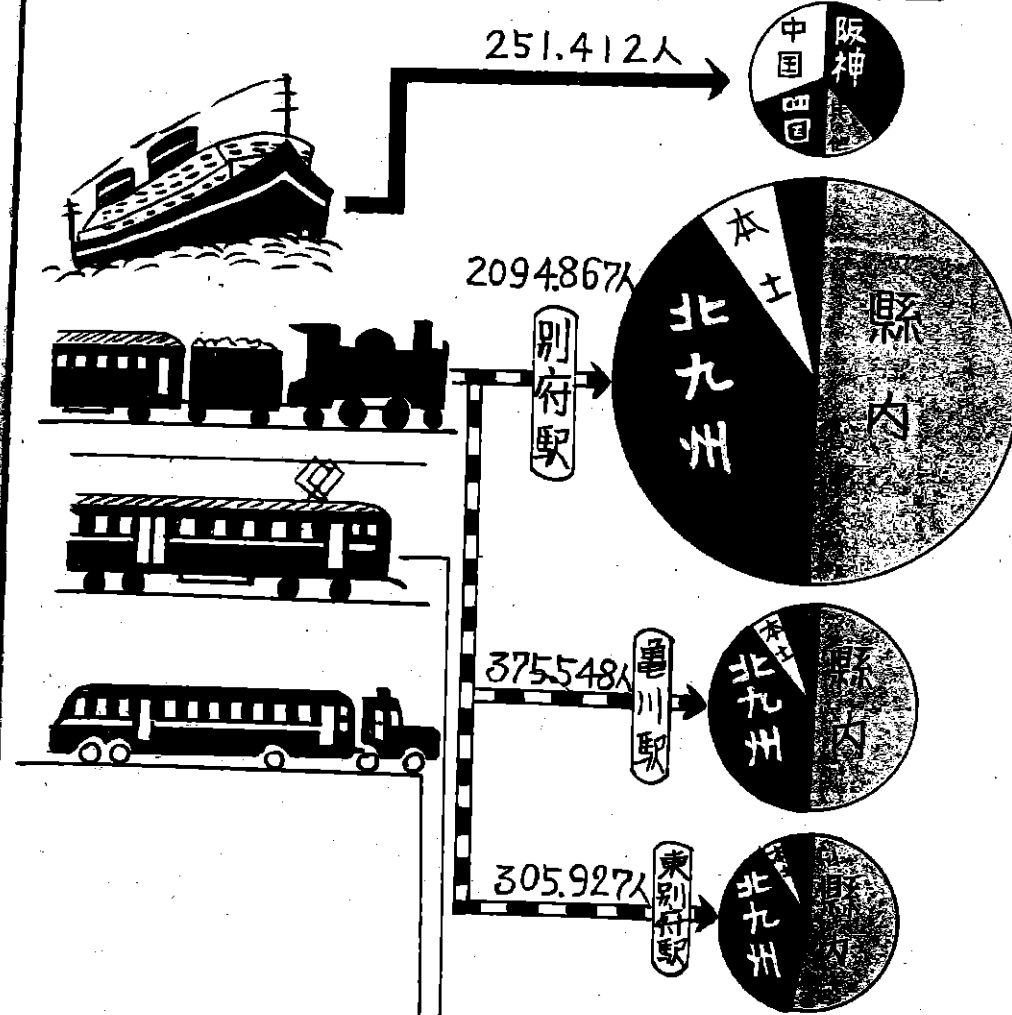 251.412人
阪神
中国
四国
2094.867人
別府駅
本土
北九州
縣内
375.548人
亀川駅
本土
北九州
縣内
305.927人
東別府駅
北九州
縣内